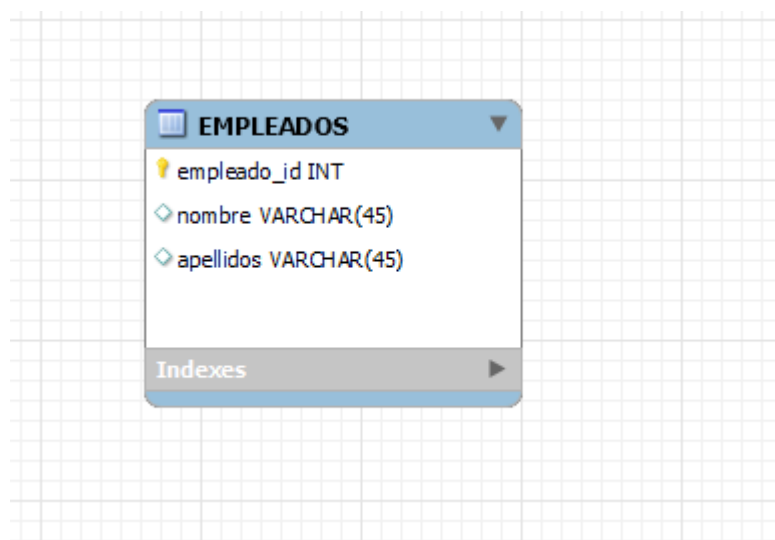 EMPLEADOS
empleado_id INT
nombre VARCHAR(45)
apellidos VARCHAR(45)
Indexes